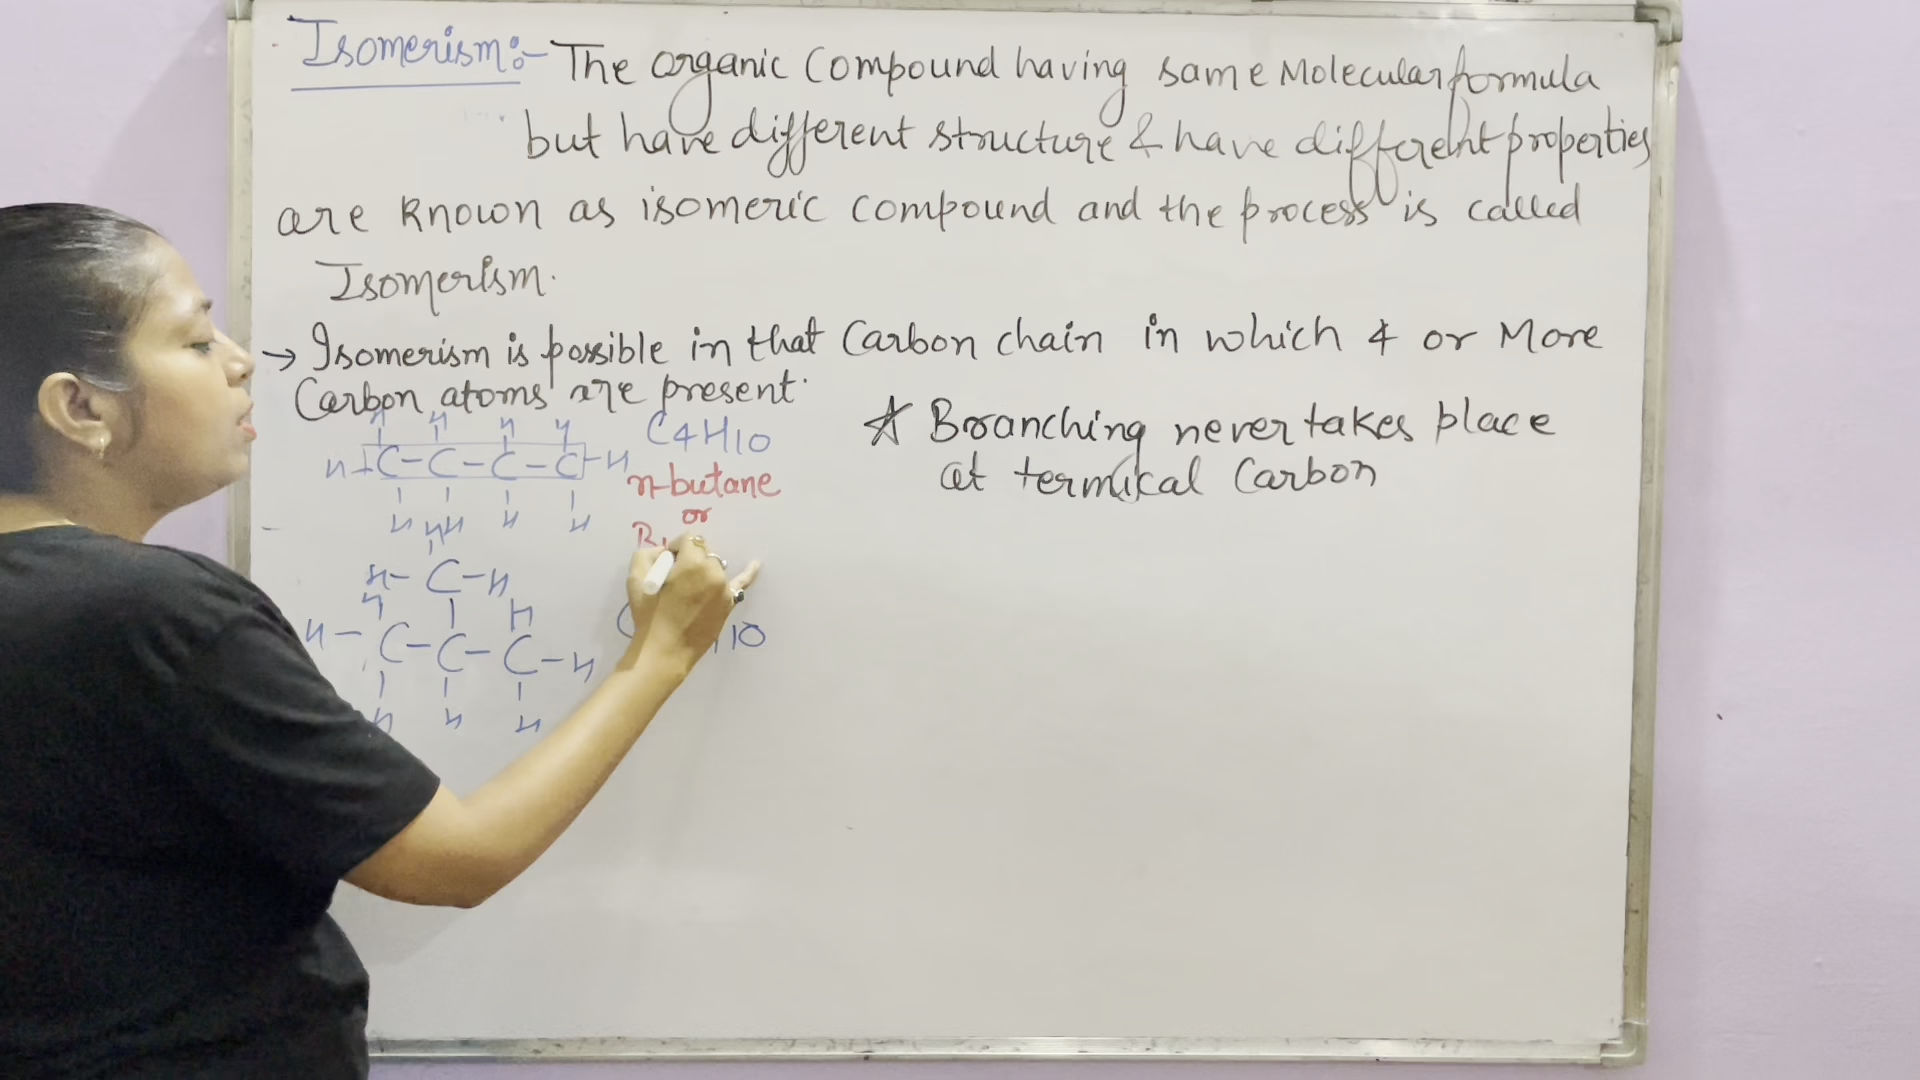 Isomerism:- The organic Compound having same Molecular formula
but have different structure & have different properties
are known as isomeric compound and the process is called
Isomerism.
→ Isomerism is possible in that Carbon chain in which 4 or More
Carbon atoms are present.
★ Branching never takes place
at termical Carbon
H H H H
H-C-C-C-C-H
H H H H
C4H10
n-butane
or
H
H-C-H
H H
H-C-C-C-H
H H H
10